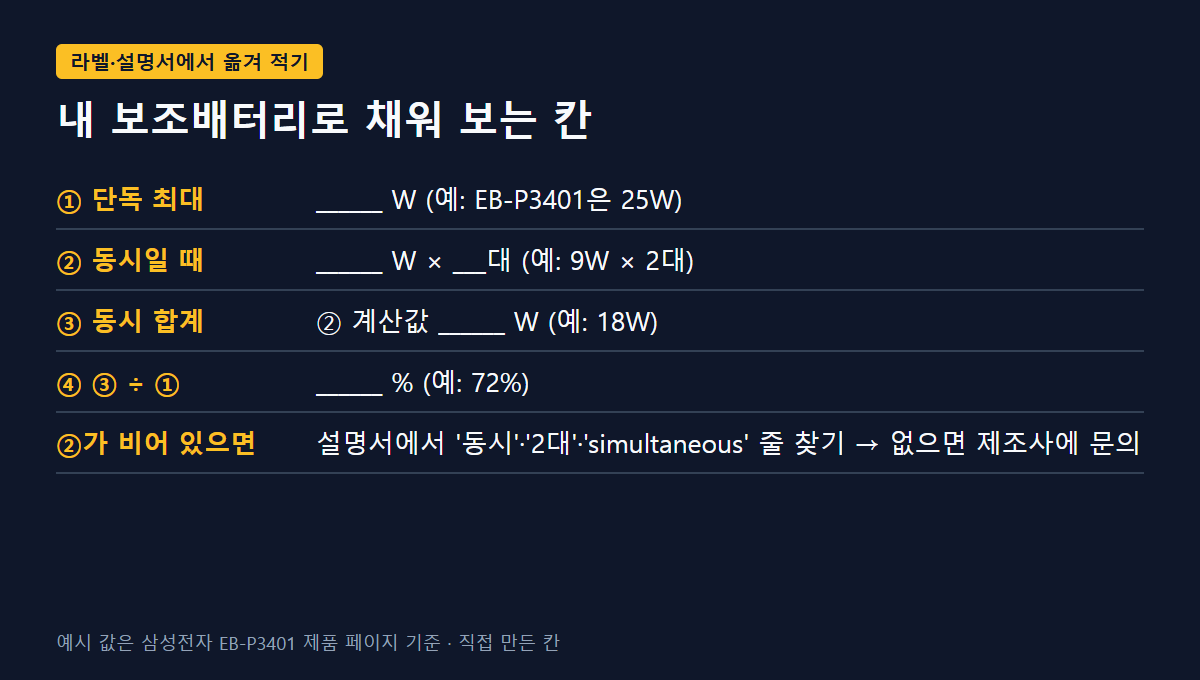 라벨·설명서에서 옮겨 적기
내 보조배터리로 채워 보는 칸
① 단독 최대 _____ W (예: EB-P3401은 25W)
② 동시일 때 _____ W × ___대 (예: 9W × 2대)
③ 동시 합계 ② 계산값 _____ W (예: 18W)
④ ③ ÷ ① _____ % (예: 72%)
②가 비어 있으면 설명서에서 '동시'·'2대'·'simultaneous' 줄 찾기 → 없으면 제조사에 문의
예시 값은 삼성전자 EB-P3401 제품 페이지 기준 · 직접 만든 칸